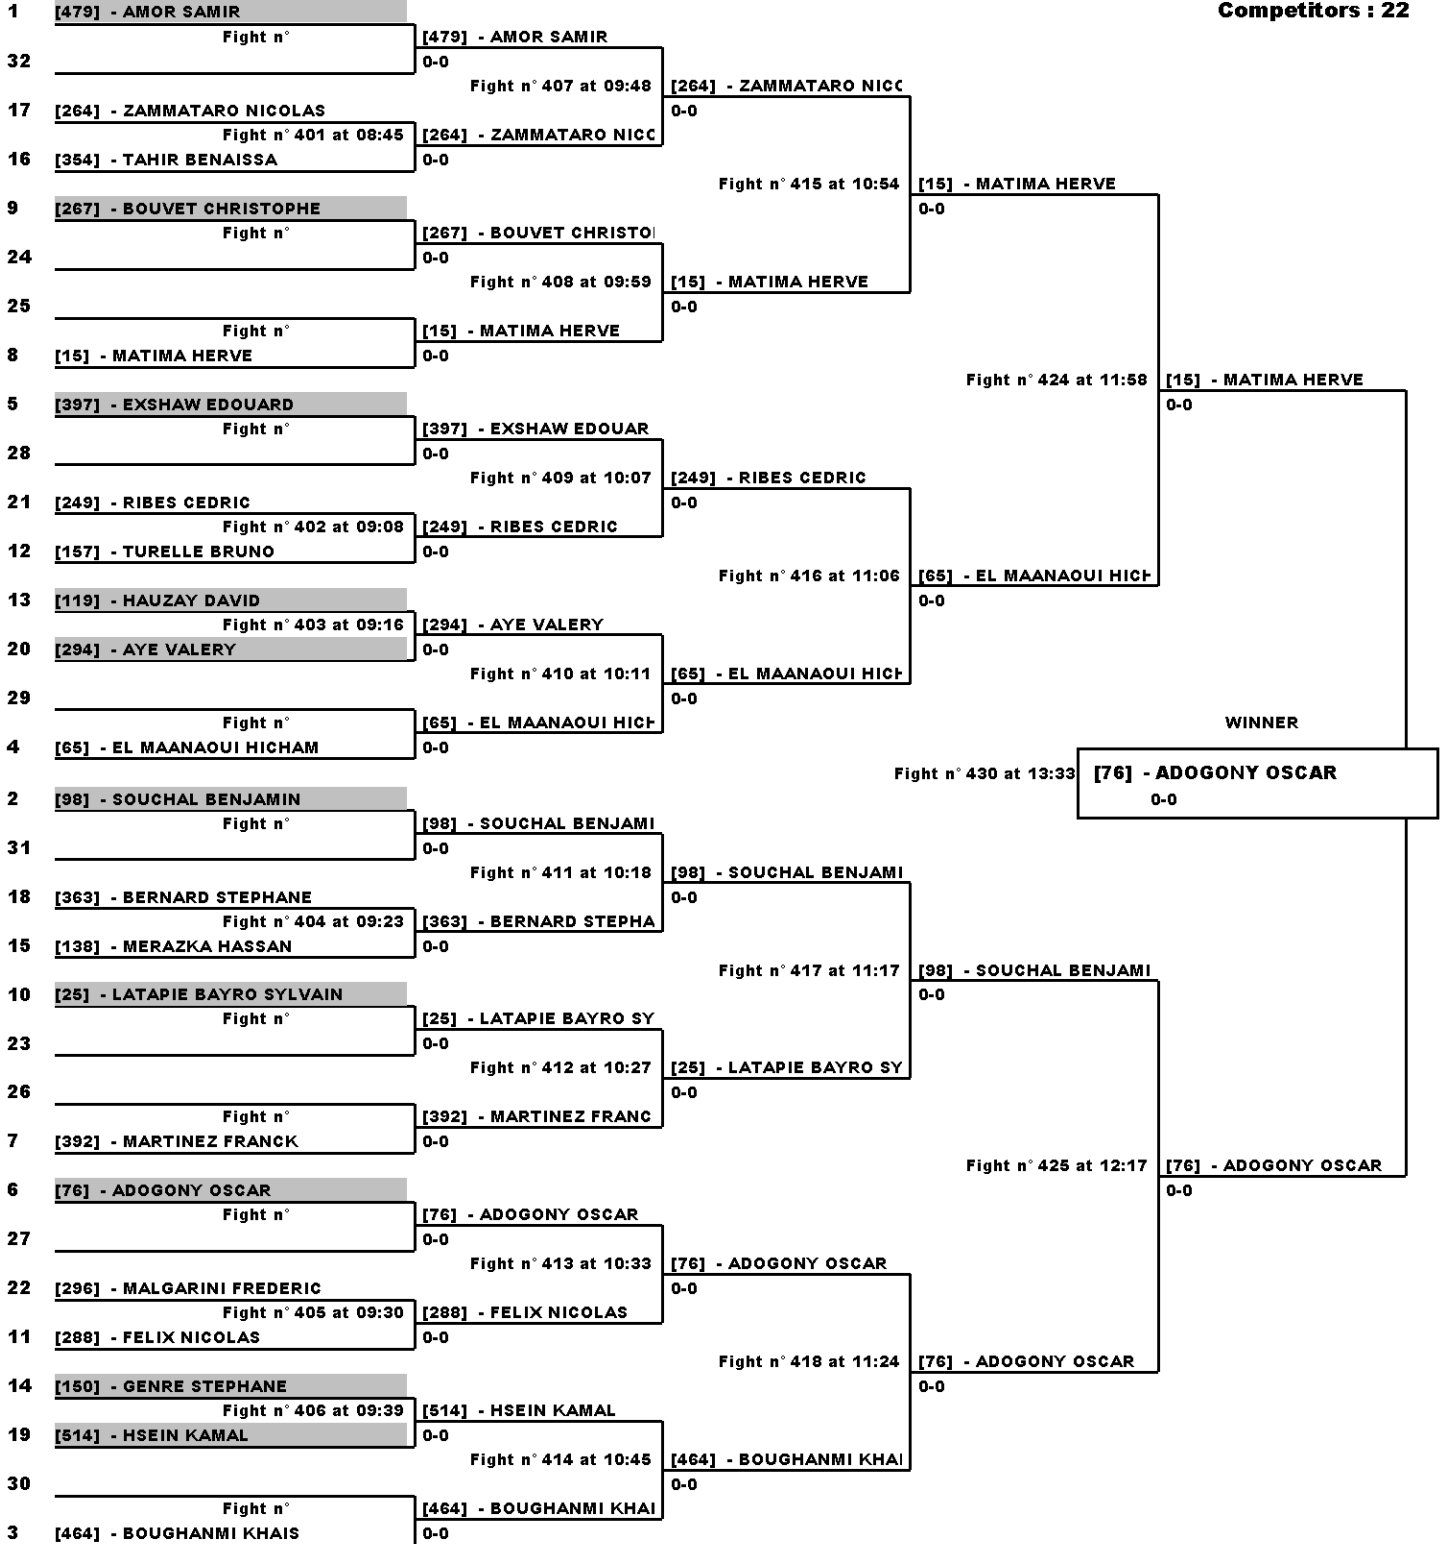 Competitors : 22
1 [479] - AMOR SAMIR
Fight n°
[479] - AMOR SAMIR
32
0-0
Fight n° 407 at 09:48
[264] - ZAMMATARO NICC
0-0
17 [264] - ZAMMATARO NICOLAS
Fight n° 401 at 08:45
[264] - ZAMMATARO NICC
16 [354] - TAHIR BENAISSA
0-0
Fight n° 415 at 10:54
[15] - MATIMA HERVE
0-0
9 [267] - BOUVET CHRISTOPHE
Fight n°
[267] - BOUVET CHRISTO
24
0-0
Fight n° 408 at 09:59
[15] - MATIMA HERVE
0-0
25
Fight n°
[15] - MATIMA HERVE
8 [15] - MATIMA HERVE
0-0
Fight n° 424 at 11:58
[15] - MATIMA HERVE
0-0
5 [397] - EXSHAW EDOUARD
Fight n°
[397] - EXSHAW EDOUAR
28
0-0
Fight n° 409 at 10:07
[249] - RIBES CEDRIC
0-0
21 [249] - RIBES CEDRIC
Fight n° 402 at 09:08
[249] - RIBES CEDRIC
12 [157] - TURELLE BRUNO
0-0
Fight n° 416 at 11:06
[65] - EL MAANAOUI HICH
0-0
13 [119] - HAUZAY DAVID
Fight n° 403 at 09:16
[294] - AYE VALERY
20 [294] - AYE VALERY
0-0
Fight n° 410 at 10:11
[65] - EL MAANAOUI HICH
0-0
29
Fight n°
[65] - EL MAANAOUI HICH
4 [65] - EL MAANAOUI HICHAM
0-0
WINNER
Fight n° 430 at 13:33
[76] - ADOGONY OSCAR
0-0
2 [98] - SOUCHAL BENJAMIN
Fight n°
[98] - SOUCHAL BENJAMI
31
0-0
Fight n° 411 at 10:18
[98] - SOUCHAL BENJAMI
0-0
18 [363] - BERNARD STEPHANE
Fight n° 404 at 09:23
[363] - BERNARD STEPHA
15 [138] - MERAZKA HASSAN
0-0
Fight n° 417 at 11:17
[98] - SOUCHAL BENJAMI
0-0
10 [25] - LATAPIE BAYRO SYLVAIN
Fight n°
[25] - LATAPIE BAYRO SY
23
0-0
Fight n° 412 at 10:27
[25] - LATAPIE BAYRO SY
0-0
26
Fight n°
[392] - MARTINEZ FRANC
7 [392] - MARTINEZ FRANCK
0-0
Fight n° 425 at 12:17
[76] - ADOGONY OSCAR
0-0
6 [76] - ADOGONY OSCAR
Fight n°
[76] - ADOGONY OSCAR
27
0-0
Fight n° 413 at 10:33
[76] - ADOGONY OSCAR
0-0
22 [296] - MALGARINI FREDERIC
Fight n° 405 at 09:30
[288] - FELIX NICOLAS
11 [288] - FELIX NICOLAS
0-0
Fight n° 418 at 11:24
[76] - ADOGONY OSCAR
0-0
14 [150] - GENRE STEPHANE
Fight n° 406 at 09:39
[514] - HSEIN KAMAL
19 [514] - HSEIN KAMAL
0-0
Fight n° 414 at 10:45
[464] - BOUGHANMI KHAI
0-0
30
Fight n°
[464] - BOUGHANMI KHAI
3 [464] - BOUGHANMI KHAIS
0-0